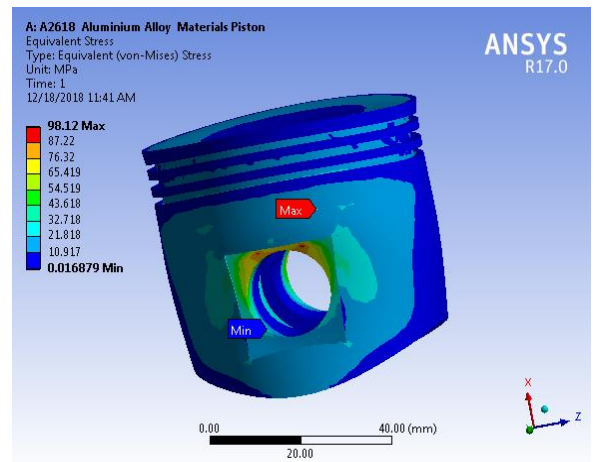 A: A2618 Aluminium Alloy Materials Piston
Equivalent Stress
Type: Equivalent (von-Mises) Stress
Unit: MPa
Time: 1
12/18/2018 11:41 AM
ANSYS
R17.0
98.12 Max
87.22
76.32
65.419
54.519
43.618
32.718
21.818
10.917
0.016879 Min
Max
Min
0.00
40.00 (mm)
20.00
X
Z